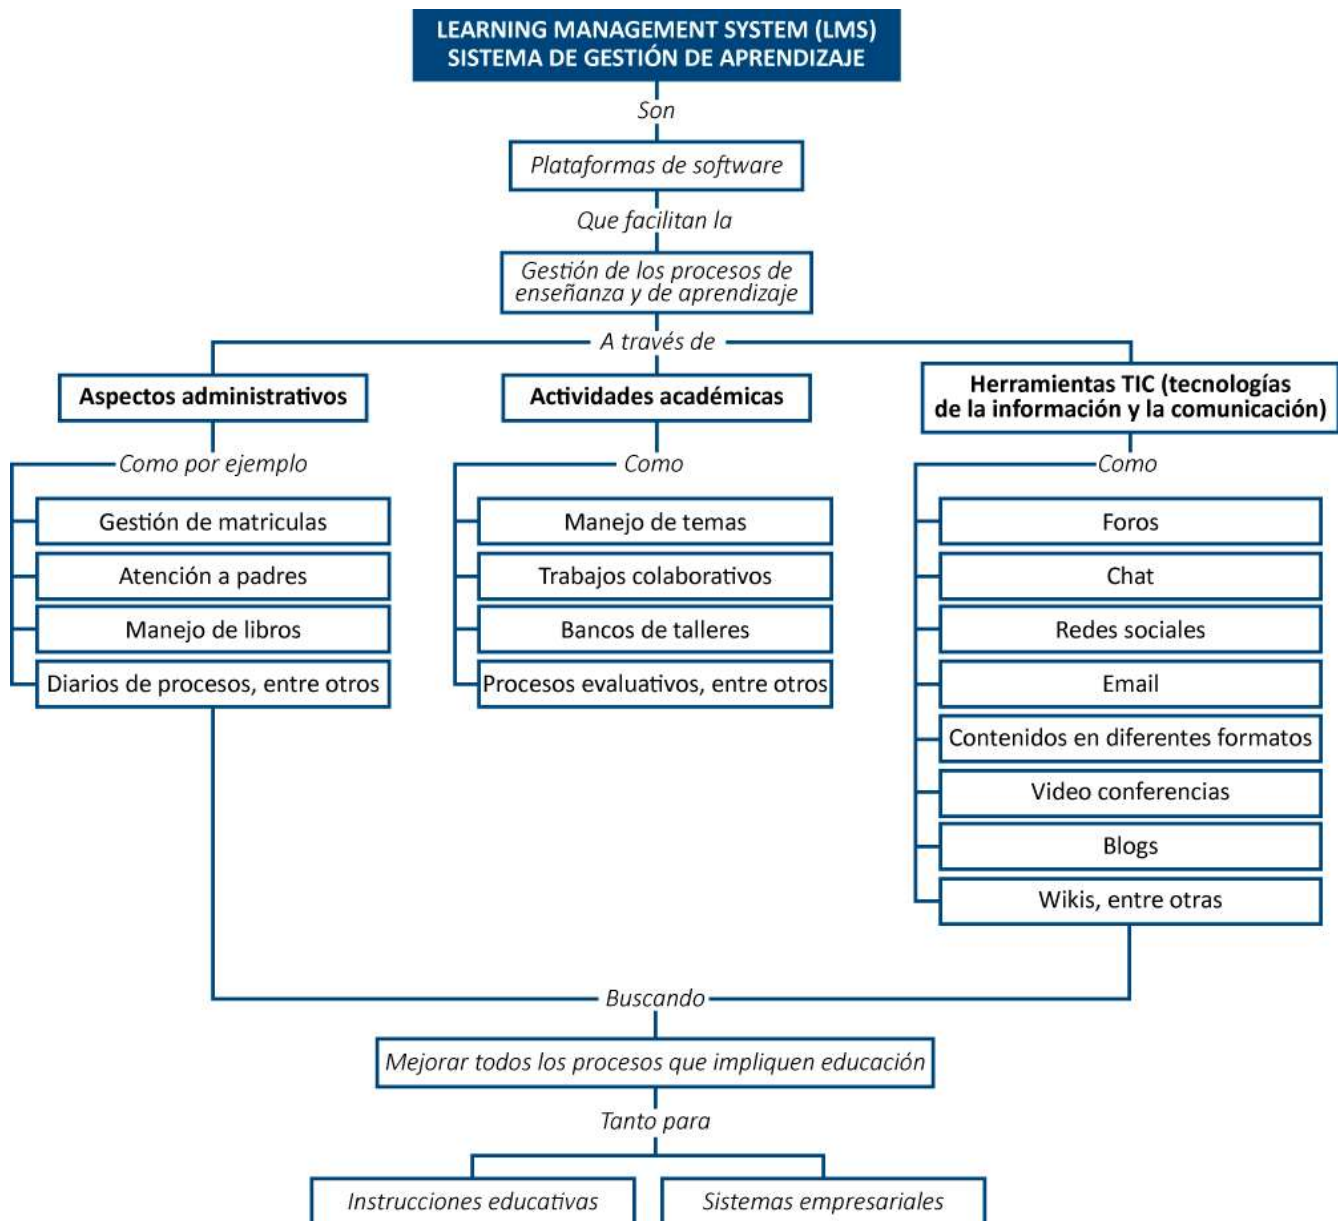 LEARNING MANAGEMENT SYSTEM (LMS)
SISTEMA DE GESTIÓN DE APRENDIZAJE
Son
Plataformas de software
Que facilitan la
Gestión de los procesos de
enseñanza y de aprendizaje
A través de
Aspectos administrativos
Como por ejemplo
Gestión de matriculas
Atención a padres
Manejo de libros
Diarios de procesos, entre otros
Actividades académicas
Como
Manejo de temas
Trabajos colaborativos
Bancos de talleres
Procesos evaluativos, entre otros
Herramientas TIC (tecnologías
de la información y la comunicación)
Como
Foros
Chat
Redes sociales
Email
Contenidos en diferentes formatos
Video conferencias
Blogs
Wikis, entre otras
Buscando
Mejorar todos los procesos que impliquen educación
Tanto para
Instrucciones educativas
Sistemas empresariales